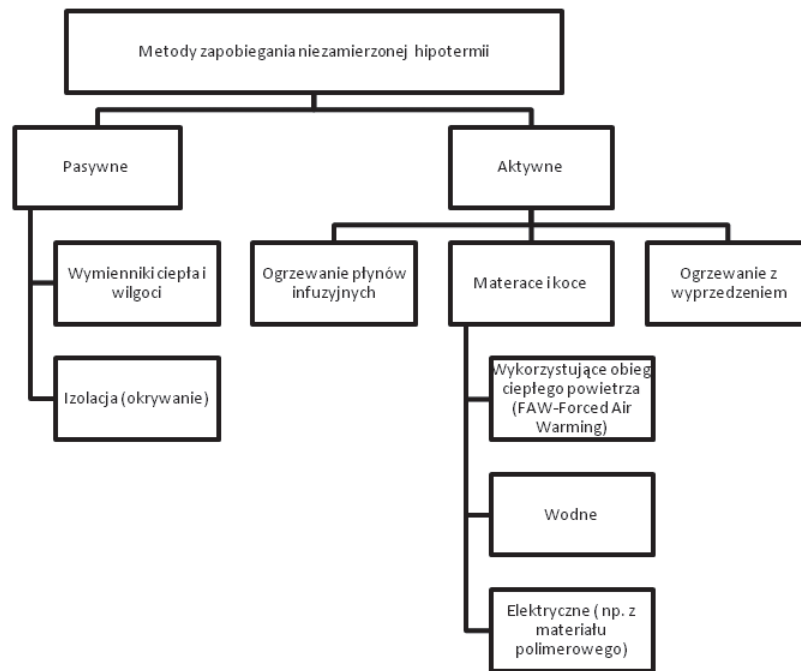 Metody zapobiegania niezamierzonej hipotermii
Pasywne
Aktywne
Wymienniki ciepła i
wilgoci
Izolacja (okrywanie)
Ogrzewanie płynów
infuzyjnych
Materace i koce
Ogrzewanie z
wyprzedzeniem
Wykorzystujące obieg
ciepłego powietrza
(FAW-Forced Air
Warming)
Wodne
Elektryczne ( np. z
materiału
polimerowego)